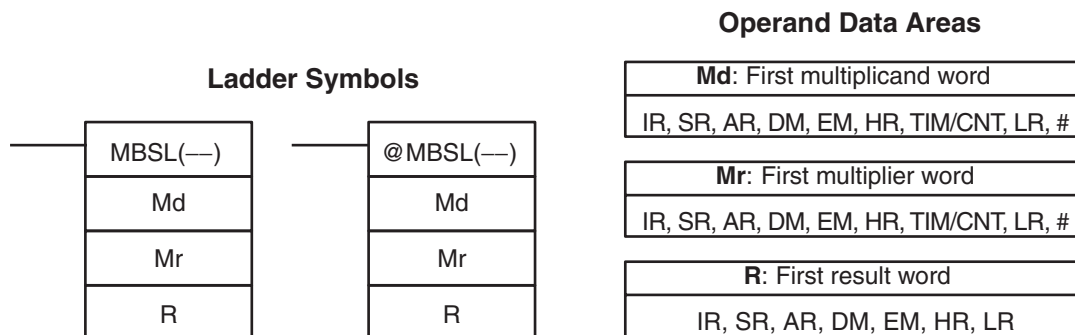 Operand Data Areas
Ladder Symbols
MBSL(––)
Md
Mr
R
@MBSL(––)
Md
Mr
R
Md: First multiplicand word
IR, SR, AR, DM, EM, HR, TIM/CNT, LR, #
Mr: First multiplier word
IR, SR, AR, DM, EM, HR, TIM/CNT, LR, #
R: First result word
IR, SR, AR, DM, EM, HR, LR